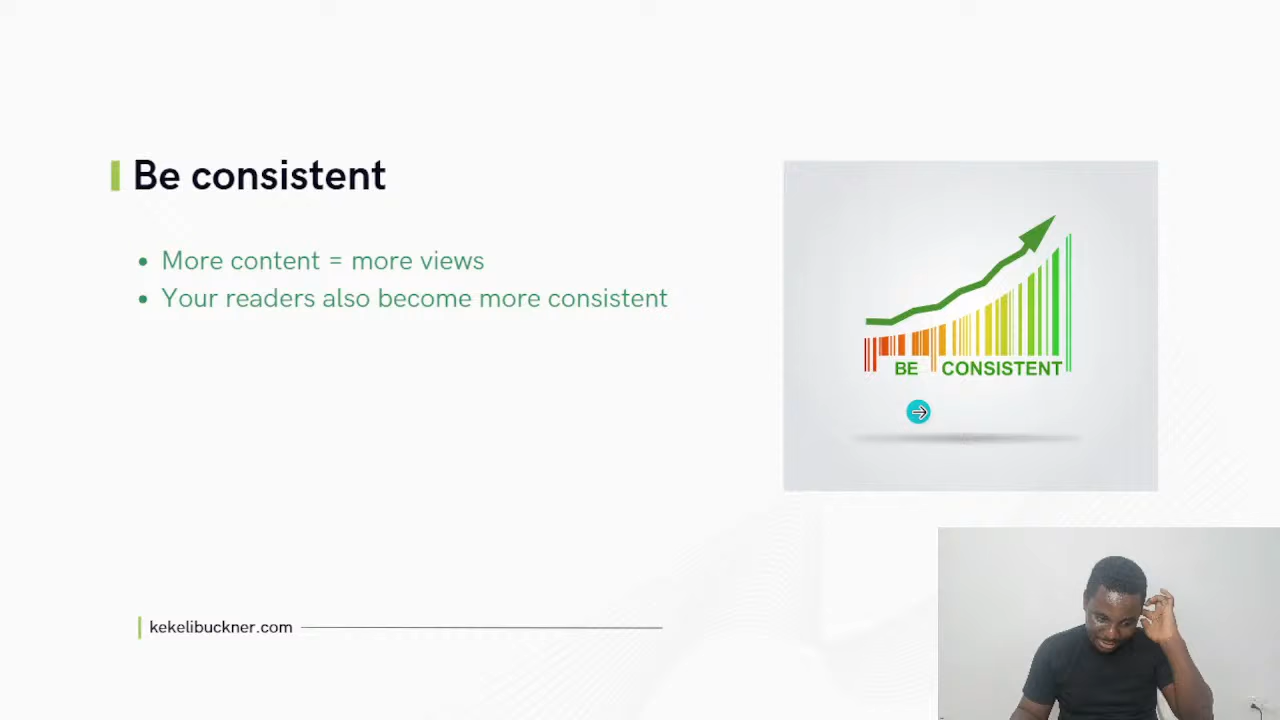 Be consistent
More content = more views
Your readers also become more consistent
BE CONSISTENT
kekelibuckner.com